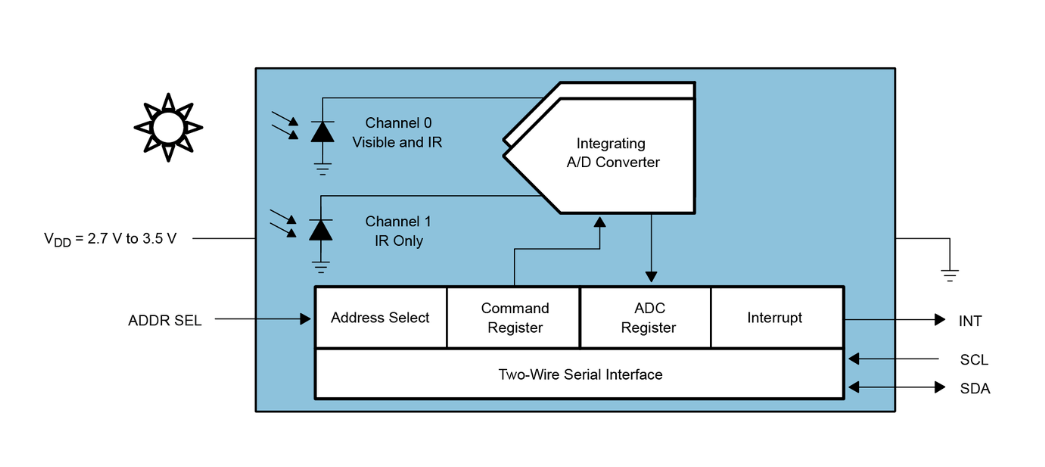 Channel 0
Visible and IR
Integrating
A/D Converter
Channel 1
IR Only
VDD = 2.7 V to 3.5 V
ADDR SEL
Address Select
Command
Register
ADC
Register
Interrupt
INT
Two-Wire Serial Interface
SCL
SDA